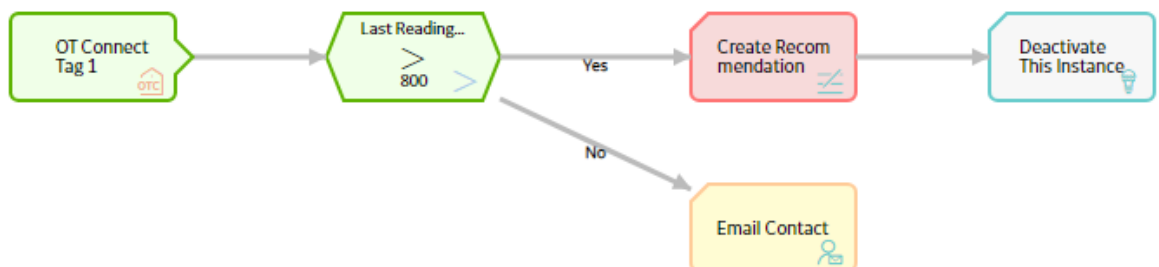 OT Connect
Tag 1
OTC
Last Reading...
>
800
>
Yes
Create Recom
mendation
Deactivate
This Instance
No
Email Contact